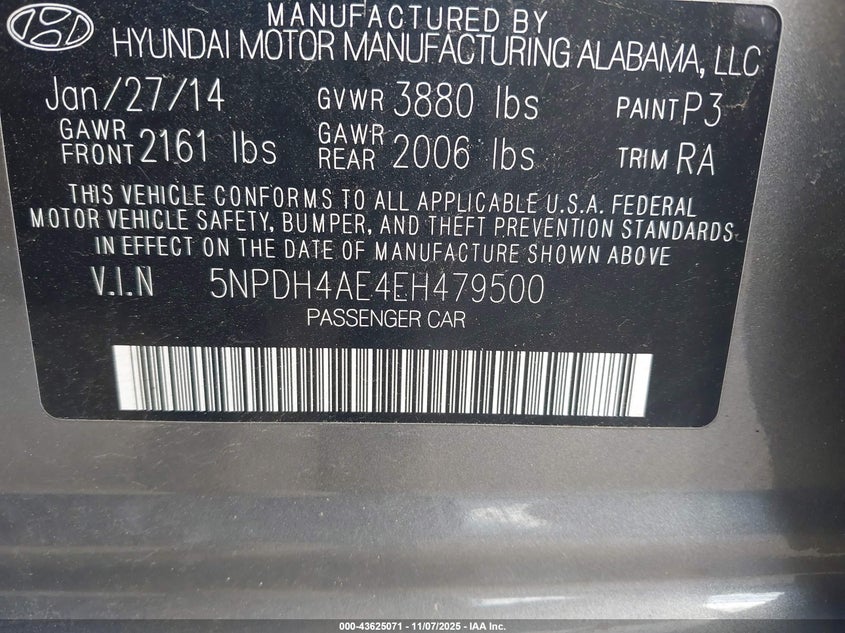 MANUFACTURED BY
HYUNDAI MOTOR MANUFACTURING ALABAMA, LLC
Jan/27/14 GVWR 3880 lbs PAINT P3
GAWR FRONT 2161 lbs GAWR REAR 2006 lbs TRIM RA
THIS VEHICLE CONFORMS TO ALL APPLICABLE U.S.A. FEDERAL
MOTOR VEHICLE SAFETY, BUMPER, AND THEFT PREVENTION STANDARDS
IN EFFECT ON THE DATE OF MANUFACTURE SHOWN ABOVE
V.I.N 5NPDH4AE4EH479500
PASSENGER CAR
000-43625071 - 11/07/2025 - IAA Inc.